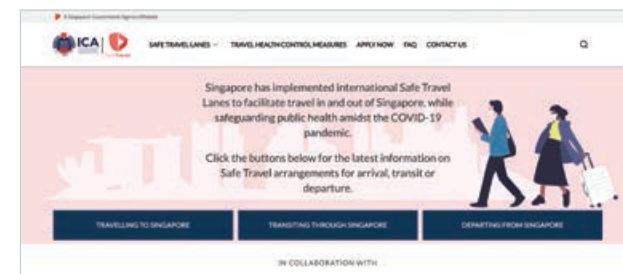 A Singapore Government Agency Website
ICA
SAFE TRAVEL LANES
TRAVEL HEALTH CONTROL MEASURES
APPLY NOW
FAQ
CONTACT US
Singapore has implemented international Safe Travel
Lanes to facilitate travel in and out of Singapore, while
safeguarding public health amidst the COVID-19
pandemic.
Click the buttons below for the latest information on
Safe Travel arrangements for arrival, transit or
departure.
TRAVELLING TO SINGAPORE
TRANSITING THROUGH SINGAPORE
DEPARTING FROM SINGAPORE
IN COLLABORATION WITH